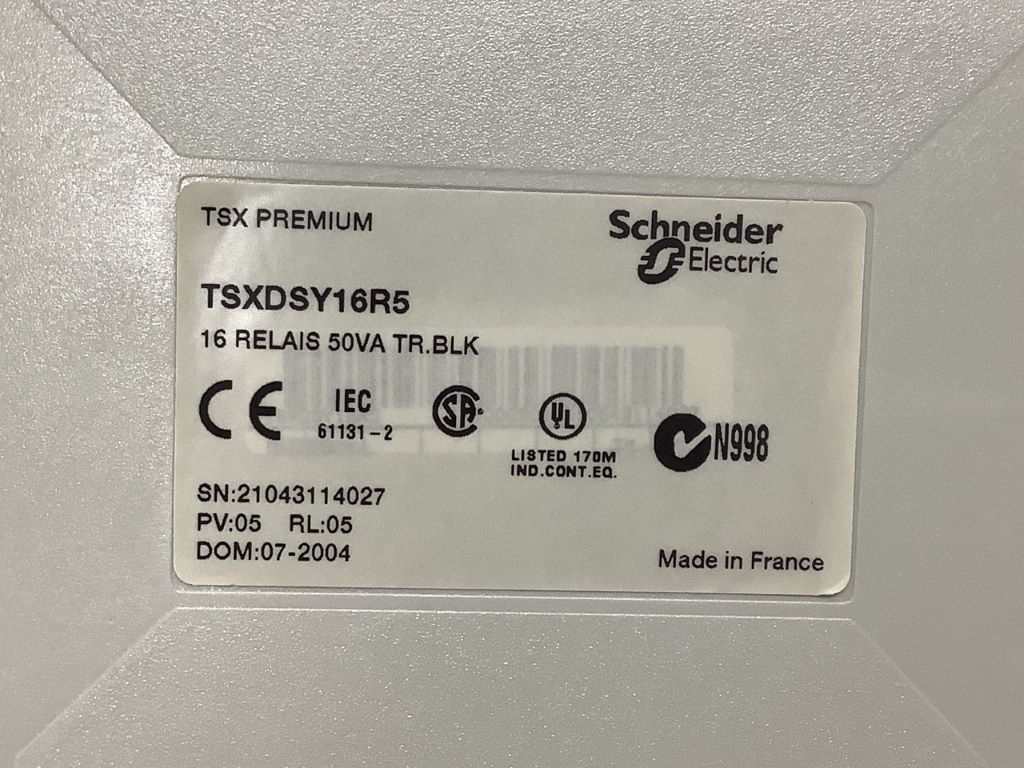 TSX PREMIUM
Schneider
Electric
TSXDSY16R5
16 RELAIS 50VA TR.BLK
CE
IEC
61131-2
SA
UL
LISTED 170M
IND.CONT.EQ.
N998
SN:21043114027
PV:05 RL:05
DOM:07-2004
Made in France